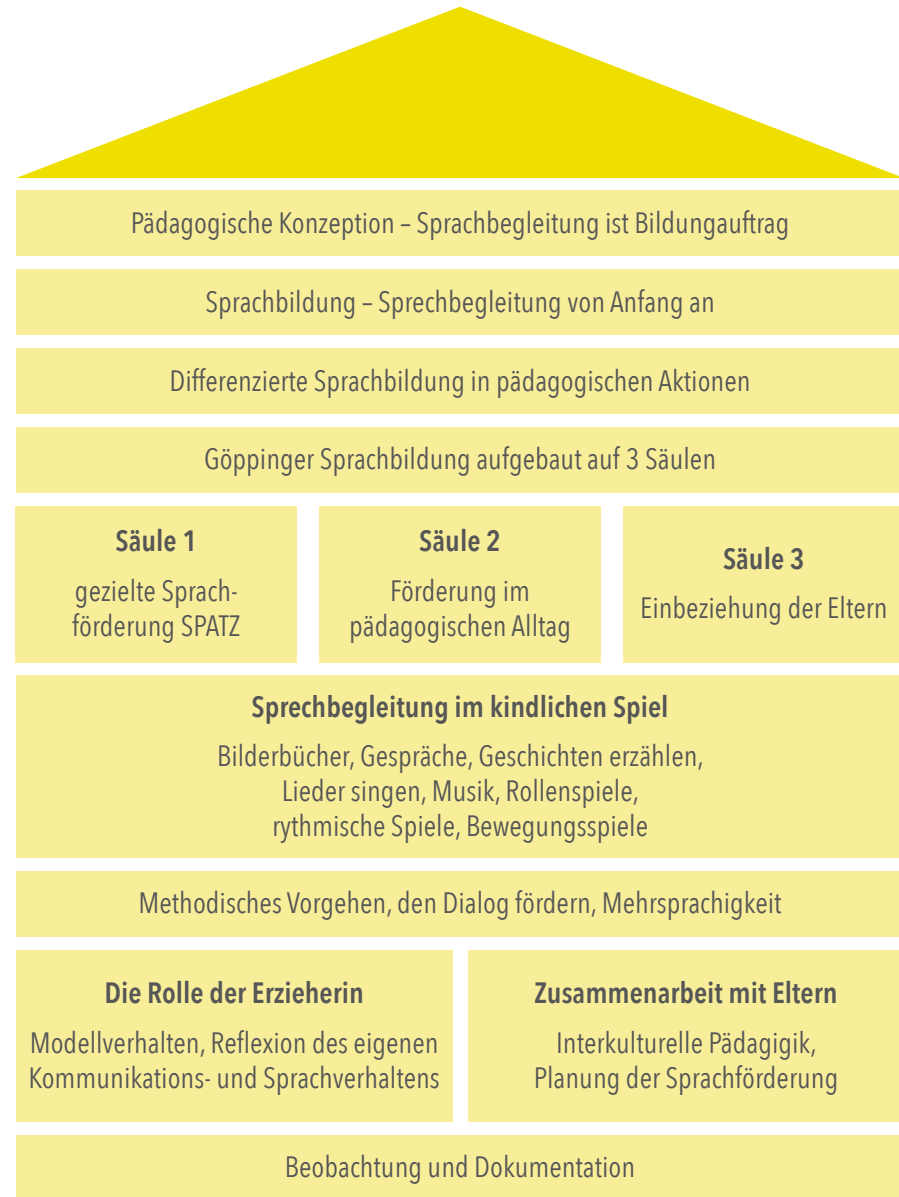 Pädagogische Konzeption – Sprachbegleitung ist Bildungauftrag
Sprachbildung – Sprechbegleitung von Anfang an
Differenzierte Sprachbildung in pädagogischen Aktionen
Göppinger Sprachbildung aufgebaut auf 3 Säulen
Säule 1
gezielte Sprach-
förderung SPATZ
Säule 2
Förderung im
pädagogischen Alltag
Säule 3
Einbeziehung der Eltern
Sprechbegleitung im kindlichen Spiel
Bilderbücher, Gespräche, Geschichten erzählen,
Lieder singen, Musik, Rollenspiele,
rythmische Spiele, Bewegungsspiele
Methodisches Vorgehen, den Dialog fördern, Mehrsprachigkeit
Die Rolle der Erzieherin
Modellverhalten, Reflexion des eigenen
Kommunikations- und Sprachverhaltens
Zusammenarbeit mit Eltern
Interkulturelle Pädagigik,
Planung der Sprachförderung
Beobachtung und Dokumentation